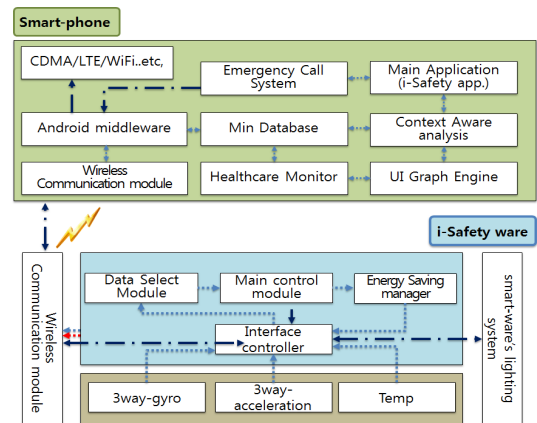 Smart-phone
CDMA/LTE/WiFi..etc,
Emergency Call
System
Main Application
(i-Safety app.)
Android middleware
Min Database
Context Aware
analysis
Wireless
Communication module
Healthcare Monitor
UI Graph Engine
i-Safety ware
Wireless
Communication module
Data Select
Module
Main control
module
Energy Saving
manager
Interface
controller
smart-ware's lighting
system
3way-gyro
3way-
acceleration
Temp